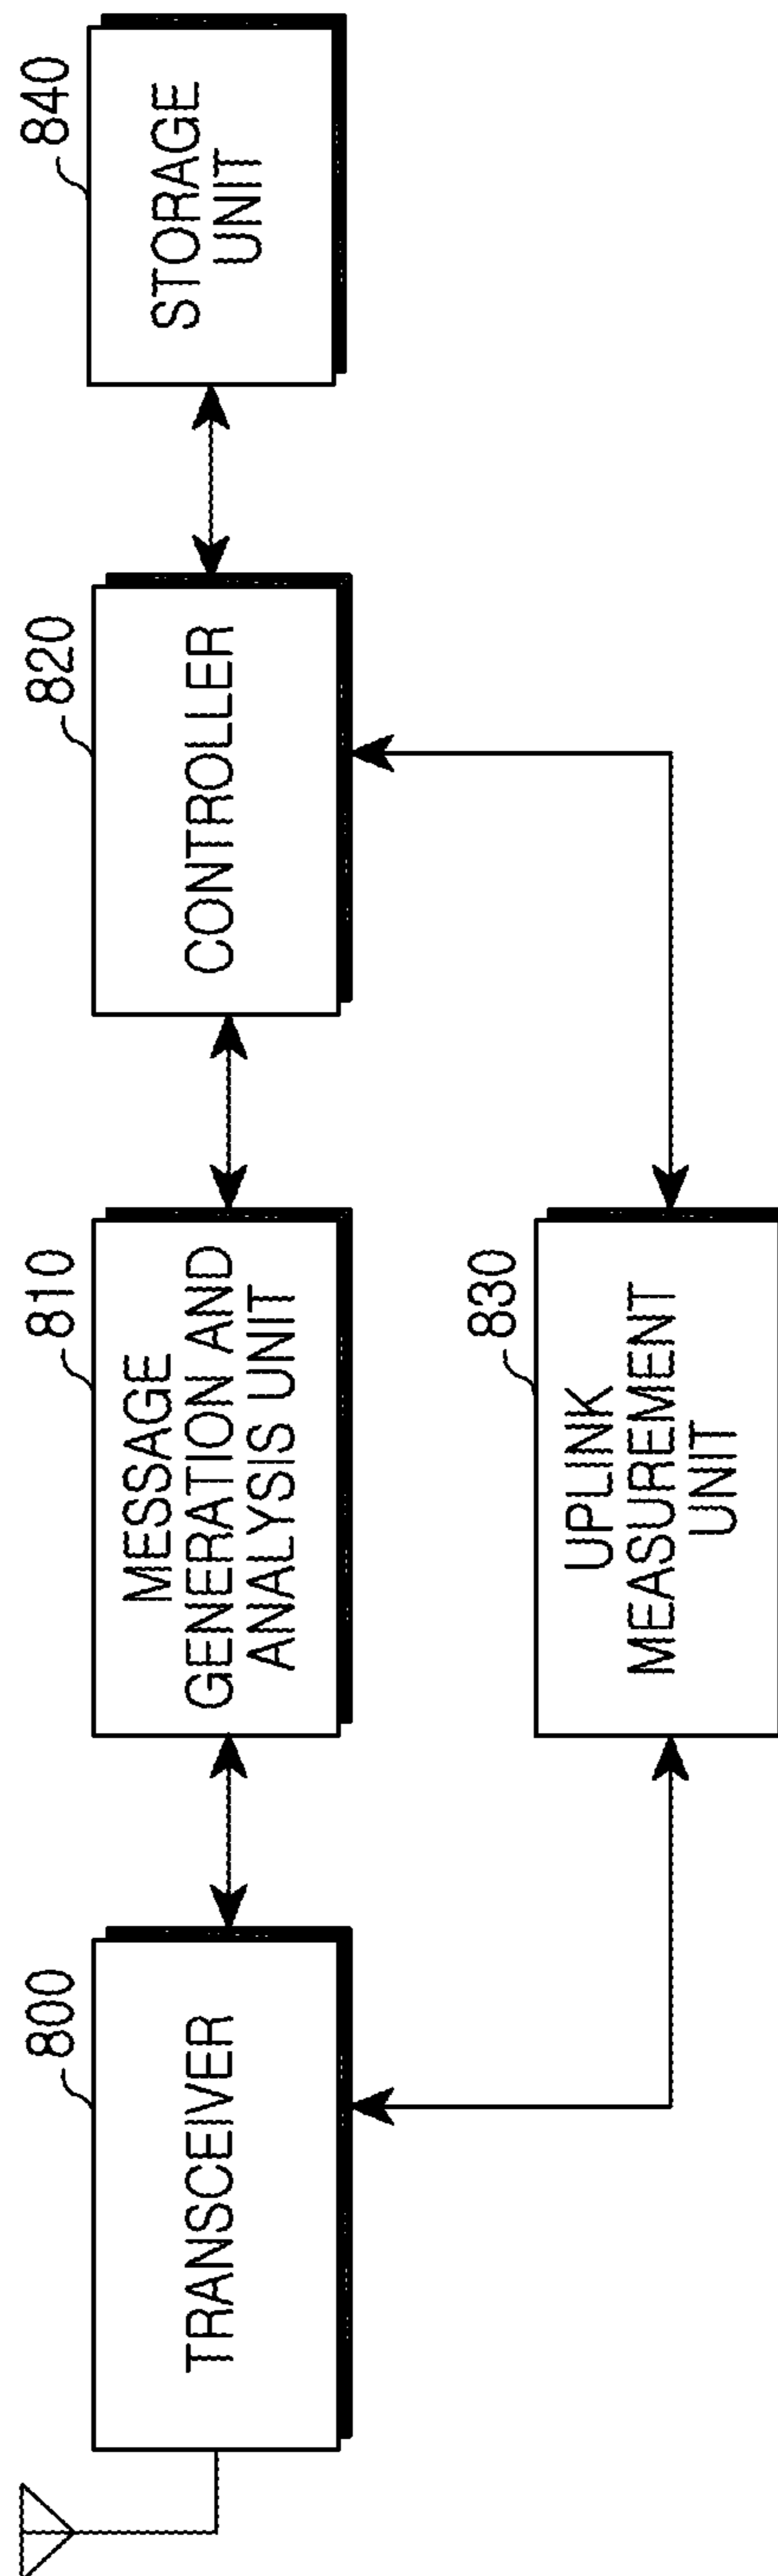 800
TRANSCEIVER
810
MESSAGE
GENERATION AND
ANALYSIS UNIT
820
CONTROLLER
840
STORAGE
UNIT
830
UPLINK
MEASUREMENT
UNIT